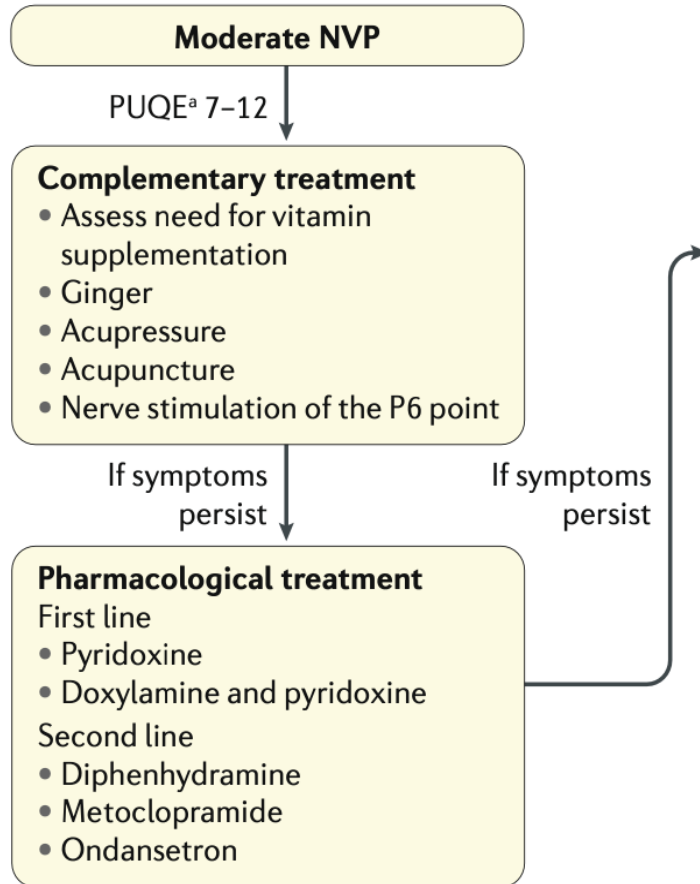 Moderate NVP
PUQEᵃ 7–12
Complementary treatment
• Assess need for vitamin
supplementation
• Ginger
• Acupressure
• Acupuncture
• Nerve stimulation of the P6 point
If symptoms
persist
If symptoms
persist
Pharmacological treatment
First line
• Pyridoxine
• Doxylamine and pyridoxine
Second line
• Diphenhydramine
• Metoclopramide
• Ondansetron